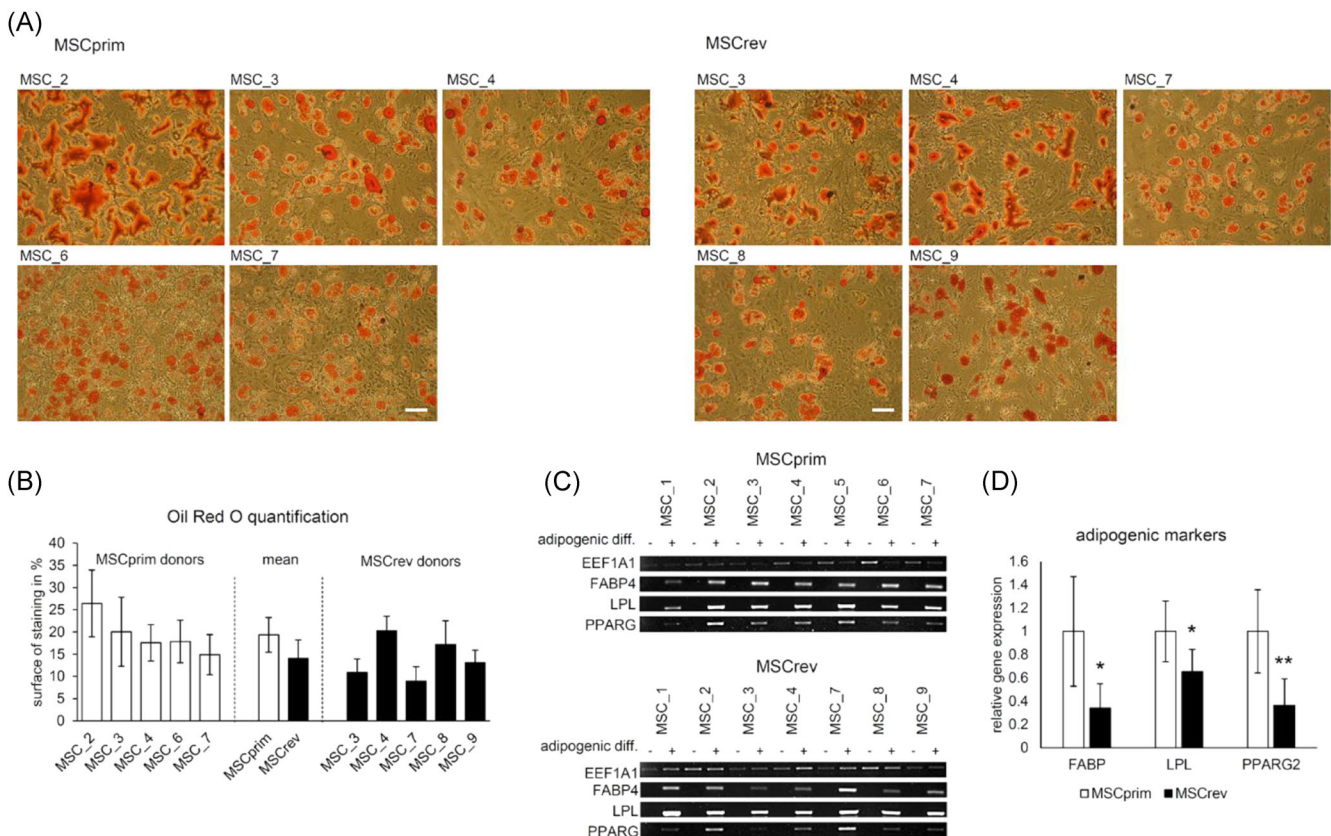 (A)
MSCprim
MSCrev
MSC_2
MSC_3
MSC_4
MSC_6
MSC_7
MSC_3
MSC_4
MSC_7
MSC_8
MSC_9
(B)
Oil Red O quantification
surface of staining in %
40
35
30
25
20
15
10
5
0
MSCprim donors
mean
MSCrev donors
MSC_2
MSC_3
MSC_4
MSC_6
MSC_7
MSCprim
MSCrev
MSC_3
MSC_4
MSC_7
MSC_8
MSC_9
(C)
MSCprim
MSC_1
MSC_2
MSC_3
MSC_4
MSC_5
MSC_6
MSC_7
adipogenic diff. - + - + - + - + - + - + - +
EEF1A1
FABP4
LPL
PPARG
MSCrev
MSC_1
MSC_2
MSC_3
MSC_4
MSC_7
MSC_8
MSC_9
adipogenic diff. - + - + - + - + - + - + - +
EEF1A1
FABP4
LPL
PPARG
(D)
adipogenic markers
relative gene expression
1.6
1.4
1.2
1
0.8
0.6
0.4
0.2
0
*
*
**
FABP
LPL
PPARG2
MSCprim
MSCrev